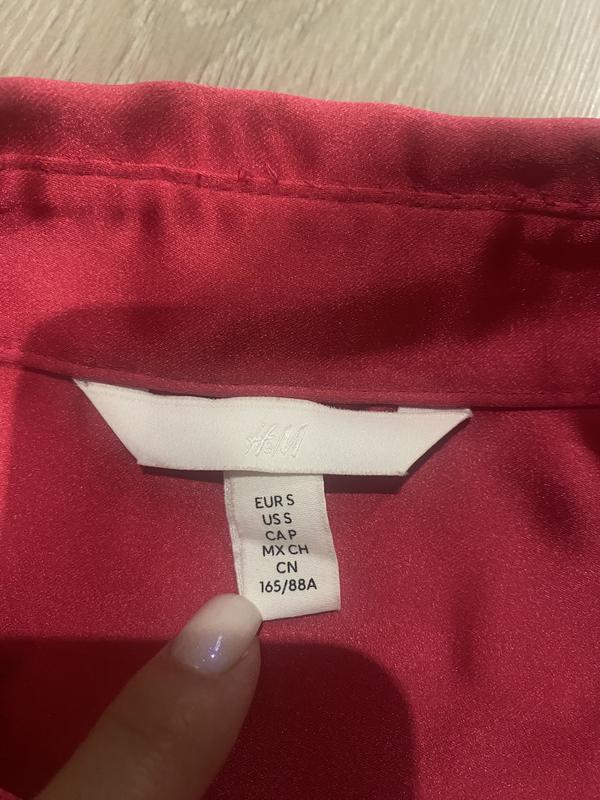 H&M
EUR S
US S
CA P
MX CH
CN
165/88A